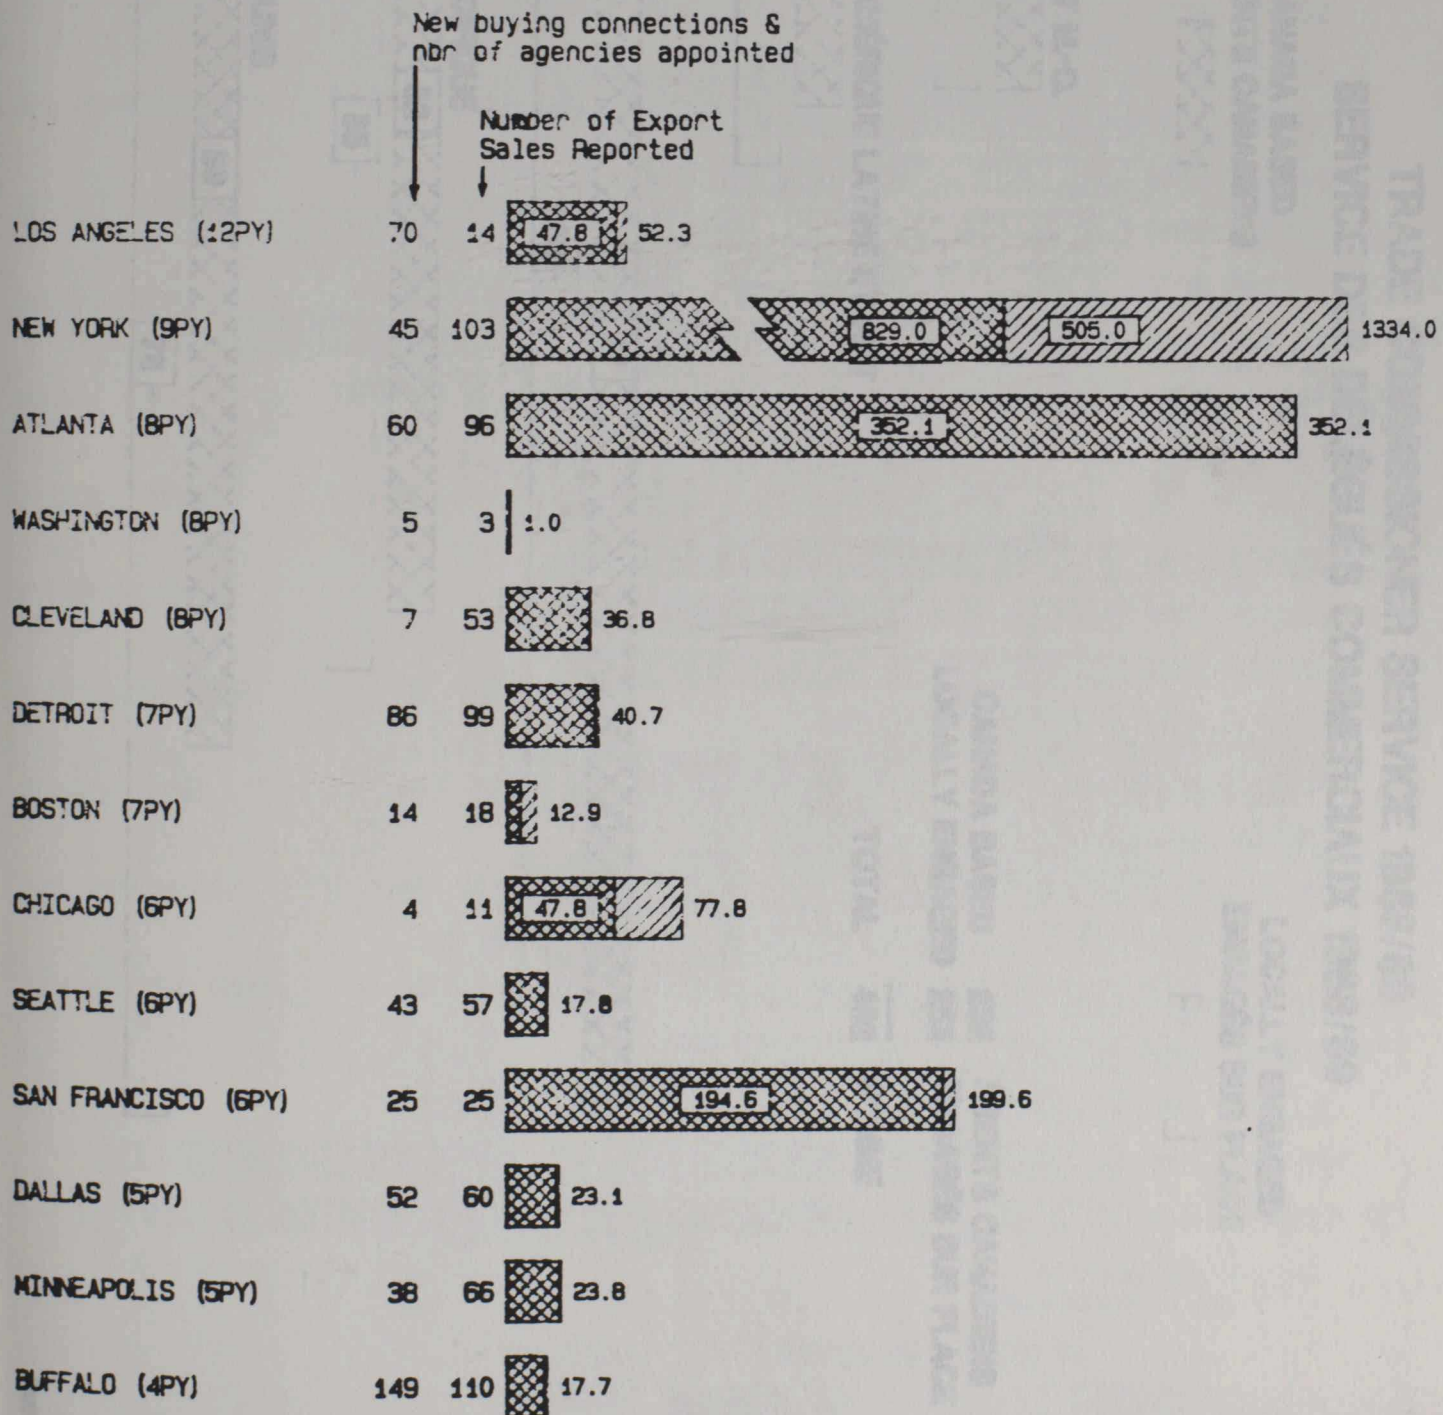 New buying connections &
nbr of agencies appointed
Number of Export
Sales Reported
LOS ANGELES (12PY) 70 14 47.8 52.3
NEW YORK (9PY) 45 103 829.0 505.0 1334.0
ATLANTA (8PY) 60 96 352.1 352.1
WASHINGTON (8PY) 5 3 1.0
CLEVELAND (8PY) 7 53 36.8
DETROIT (7PY) 86 99 40.7
BOSTON (7PY) 14 18 12.9
CHICAGO (6PY) 4 11 47.8 77.8
SEATTLE (6PY) 43 57 17.8
SAN FRANCISCO (6PY) 25 25 194.6 199.6
DALLAS (5PY) 52 60 23.1
MINNEAPOLIS (5PY) 38 66 23.8
BUFFALO (4PY) 149 110 17.7